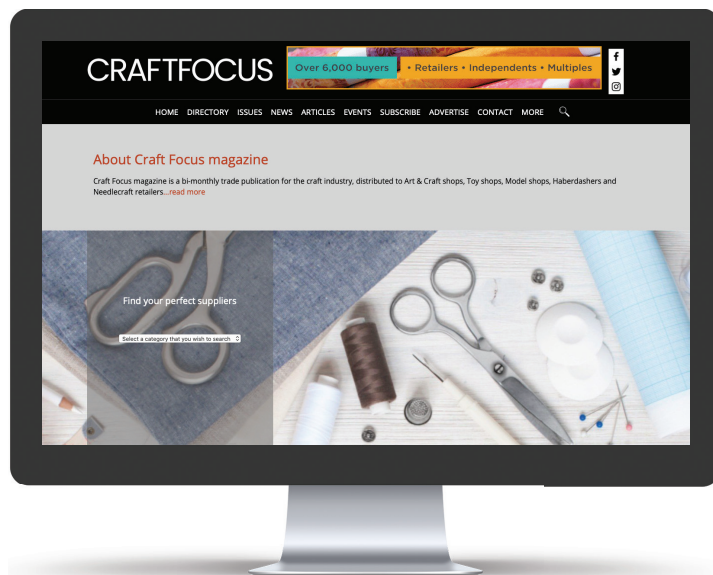 CRAFTFOCUS
Over 6,000 buyers • Retailers • Independents • Multiples
HOME DIRECTORY ISSUES NEWS ARTICLES EVENTS SUBSCRIBE ADVERTISE CONTACT MORE
About Craft Focus magazine
Craft Focus magazine is a bi-monthly trade publication for the craft industry, distributed to Art & Craft shops, Toy shops, Model shops, Haberdashers and
Needlecraft retailers...read more
Find your perfect suppliers
Select a category that you wish to search